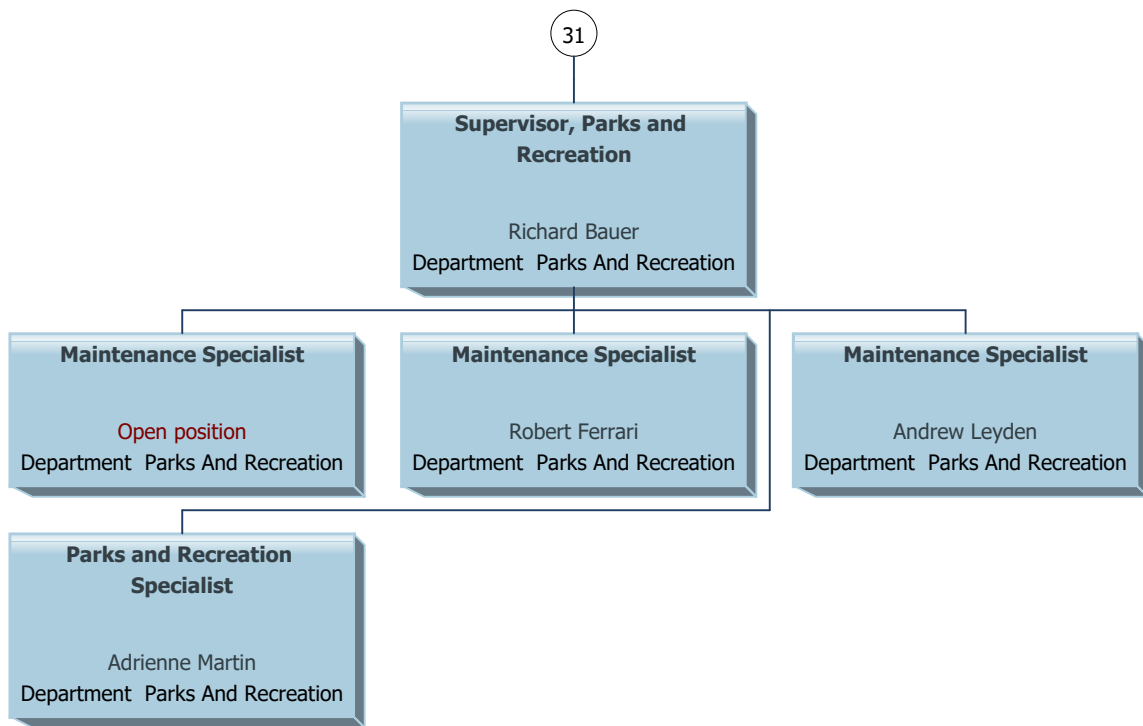 31
Supervisor, Parks and
Recreation
Richard Bauer
Department  Parks And Recreation
Maintenance Specialist
Open position
Department  Parks And Recreation
Maintenance Specialist
Robert Ferrari
Department  Parks And Recreation
Maintenance Specialist
Andrew Leyden
Department  Parks And Recreation
Parks and Recreation
Specialist
Adrienne Martin
Department  Parks And Recreation